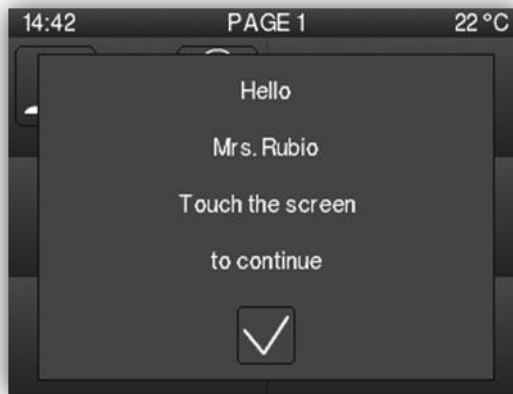 14:42 PAGE 1 22 °C
Hello
Mrs. Rubio
Touch the screen
to continue